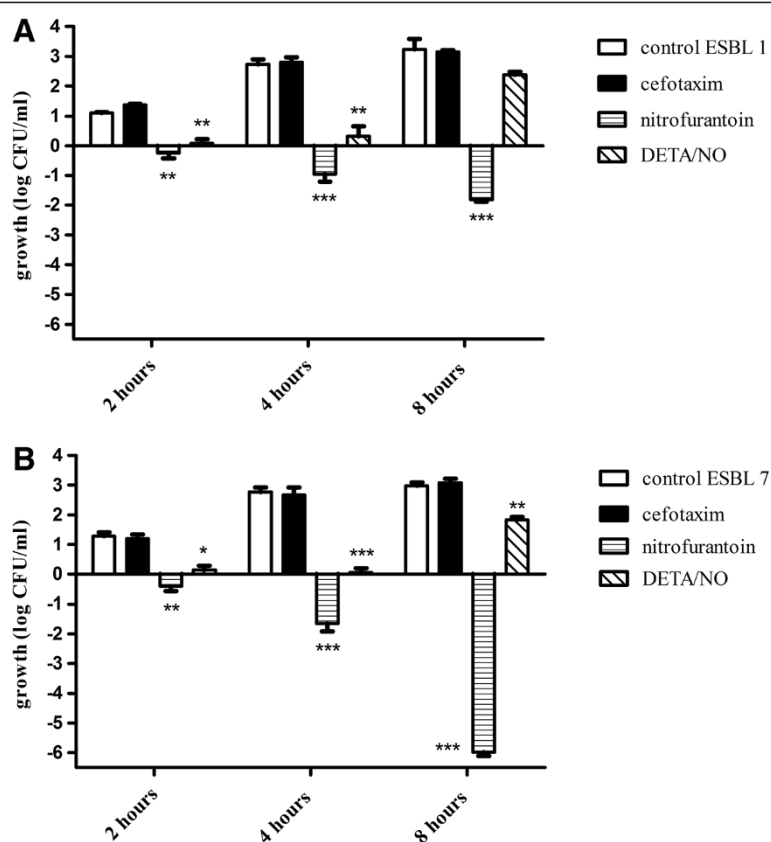 A
growth (log CFU/ml)
4
3
2
1
0
-1
-2
-3
-4
-5
-6
**
**
***
**
***
2 hours
4 hours
8 hours
control ESBL 1
cefotaxim
nitrofurantoin
DETA/NO
B
growth (log CFU/ml)
4
3
2
1
0
-1
-2
-3
-4
-5
-6
**
*
***
***
***
**
2 hours
4 hours
8 hours
control ESBL 7
cefotaxim
nitrofurantoin
DETA/NO